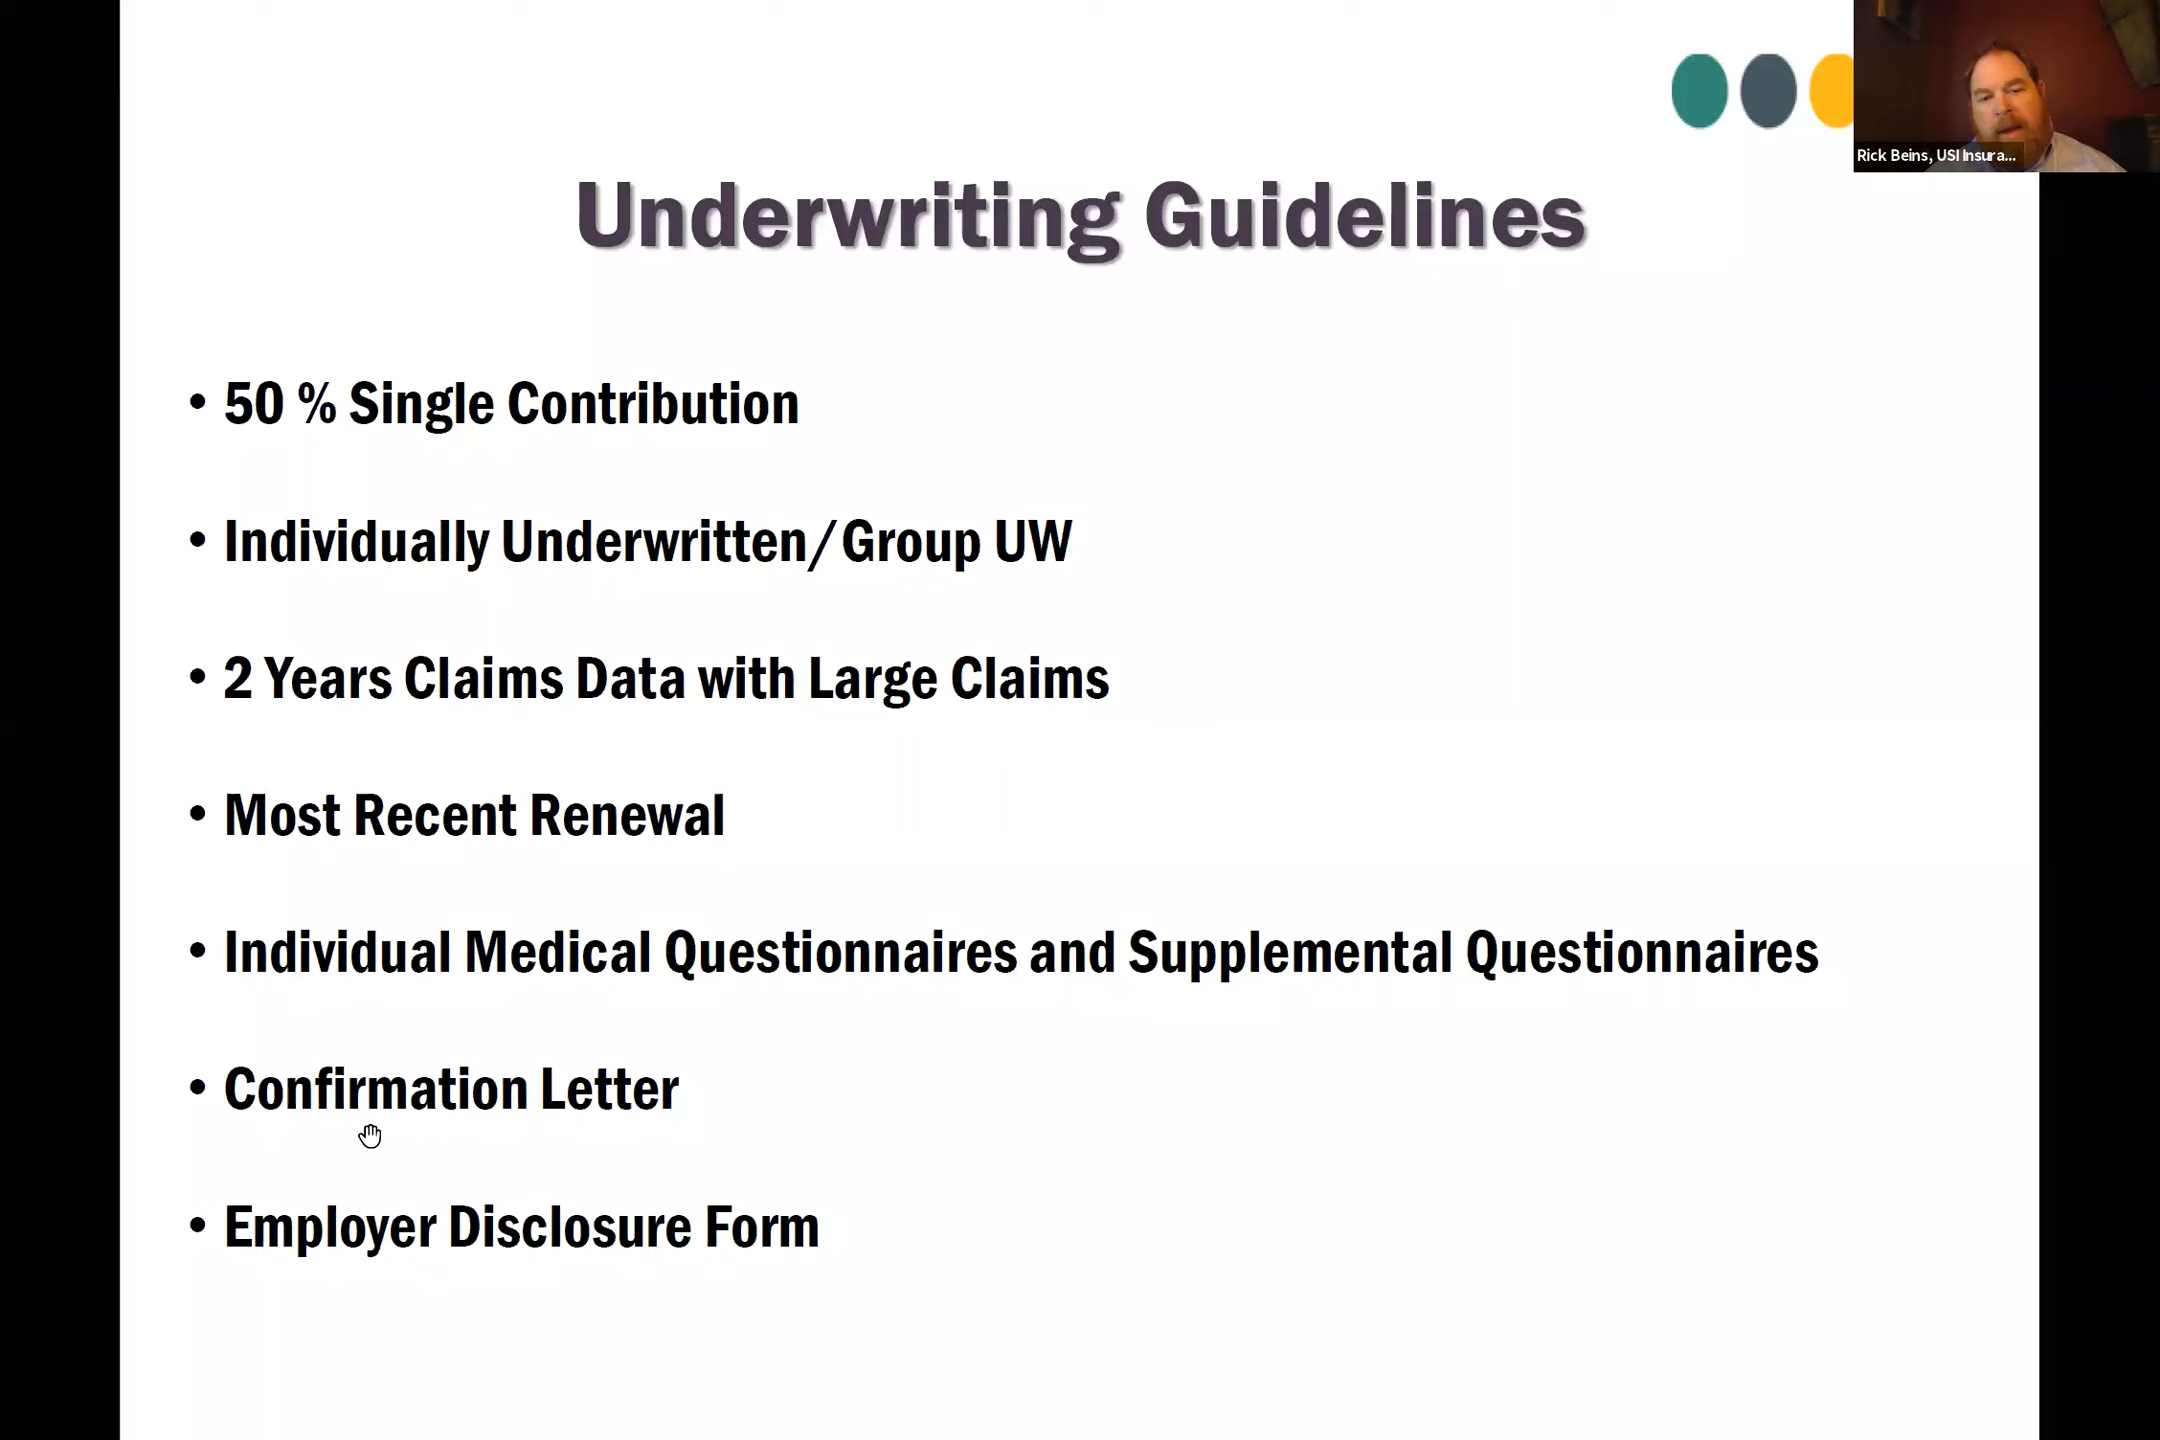 Rick Beins, USI Insura...
Underwriting Guidelines
• 50 % Single Contribution
• Individually Underwritten/Group UW
• 2 Years Claims Data with Large Claims
• Most Recent Renewal
• Individual Medical Questionnaires and Supplemental Questionnaires
• Confirmation Letter
• Employer Disclosure Form